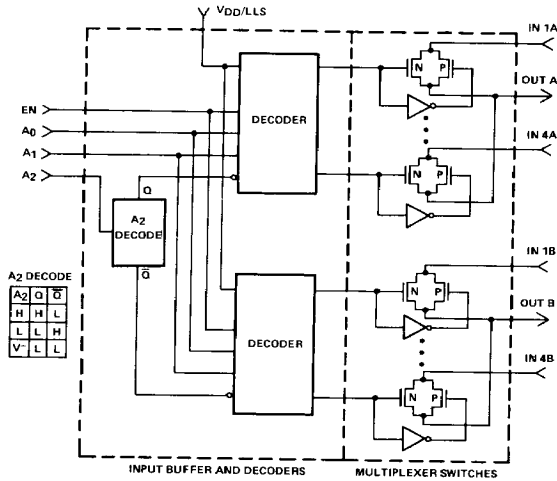 VDD/LLS
IN 1A
N P
OUT A
EN
A0
DECODER
A1
IN 4A
A2
Q
N P
A2
DECODE
Q̅
IN 1B
A2 DECODE
A2 Q Q̅
H H L
L L H
V− L L
N P
OUT B
DECODER
IN 4B
N P
INPUT BUFFER AND DECODERS
MULTIPLEXER SWITCHES